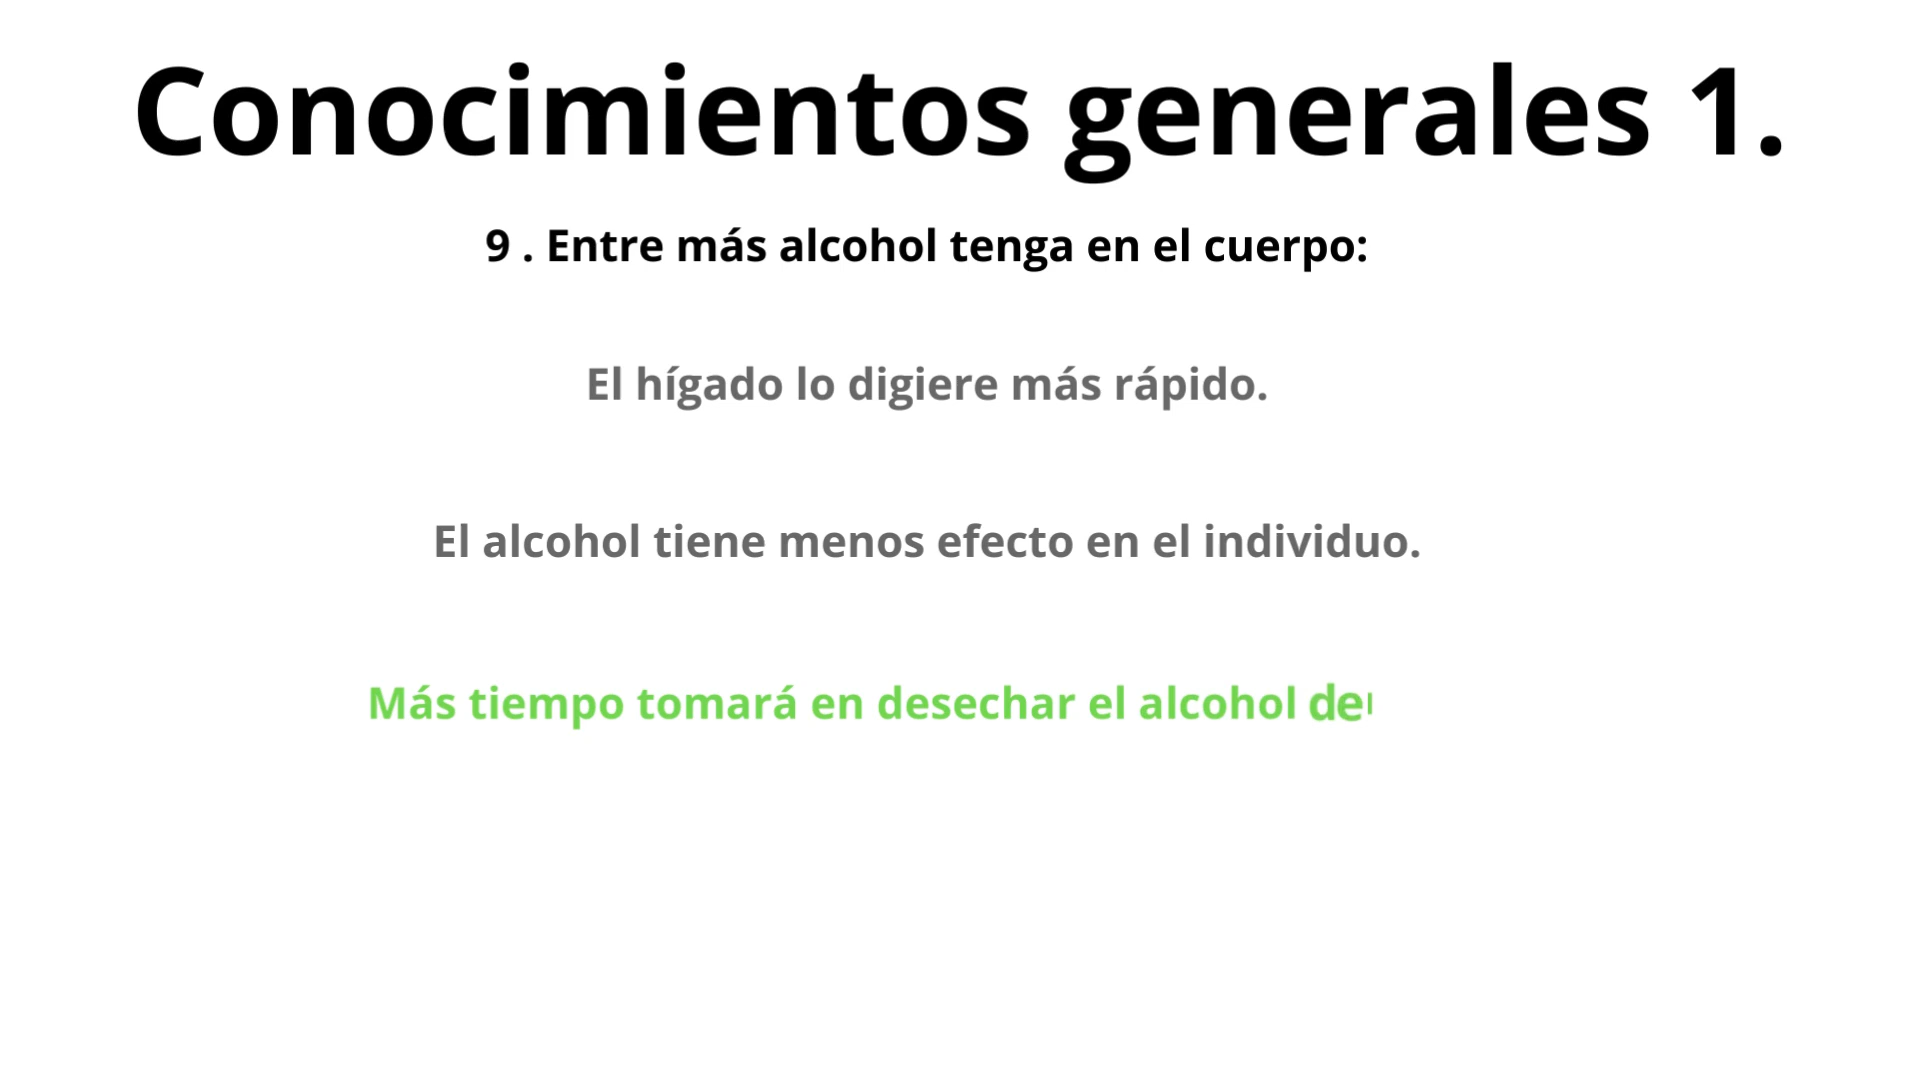 Conocimientos generales 1.
9 . Entre más alcohol tenga en el cuerpo:
El hígado lo digiere más rápido.
El alcohol tiene menos efecto en el individuo.
Más tiempo tomará en desechar el alcohol